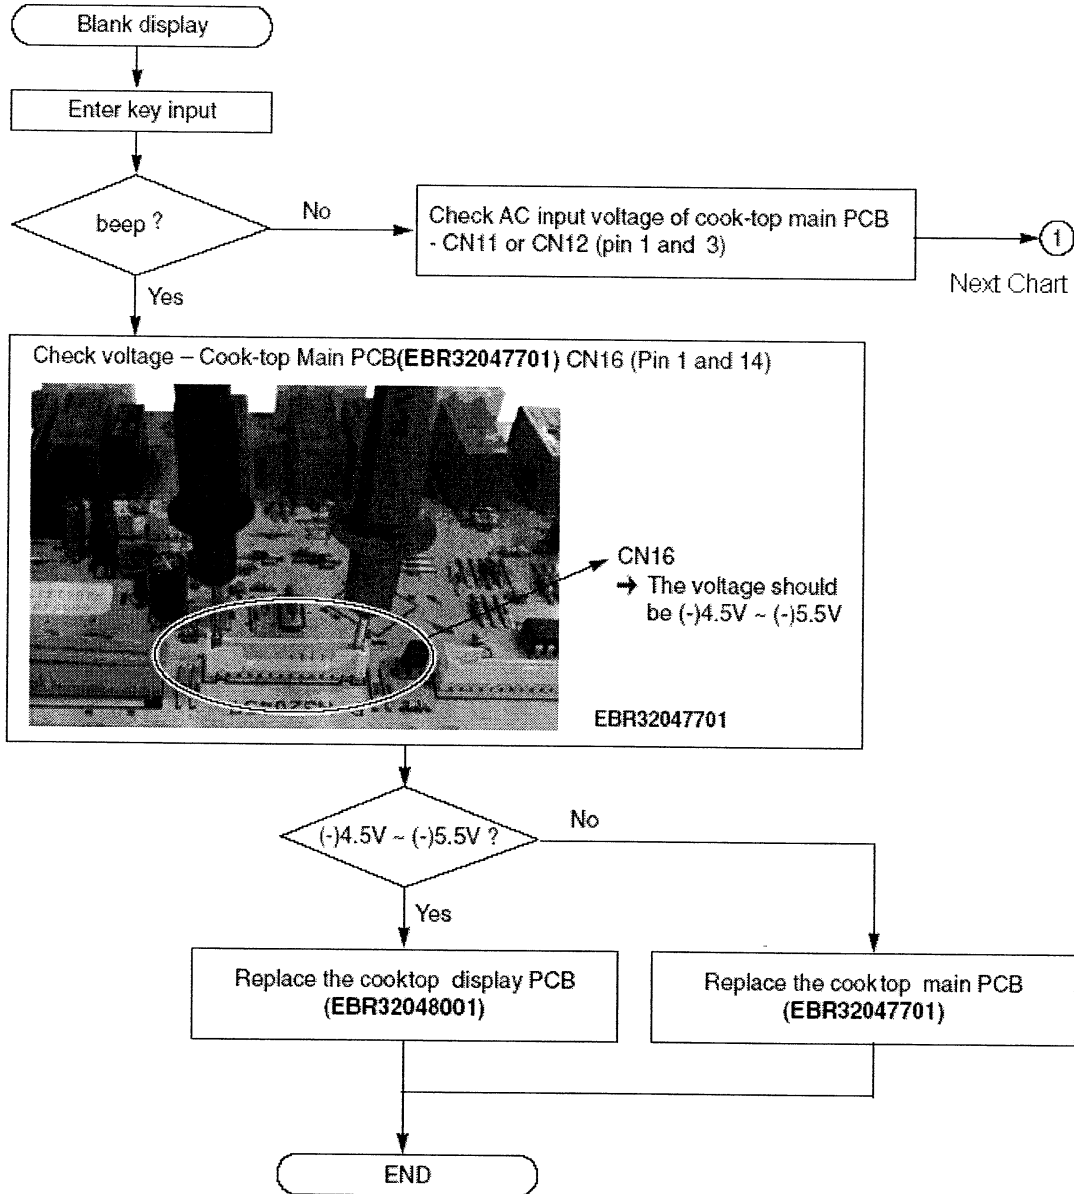 Blank display
Enter key input
beep ?
No
Check AC input voltage of cook-top main PCB
- CN11 or CN12 (pin 1 and 3)
1
Next Chart
Yes
Check voltage – Cook-top Main PCB(EBR32047701) CN16 (Pin 1 and 14)
CN16
→ The voltage should
be (-)4.5V ~ (-)5.5V
EBR32047701
(-)4.5V ~ (-)5.5V ?
No
Yes
Replace the cooktop display PCB
(EBR32048001)
Replace the cooktop main PCB
(EBR32047701)
END